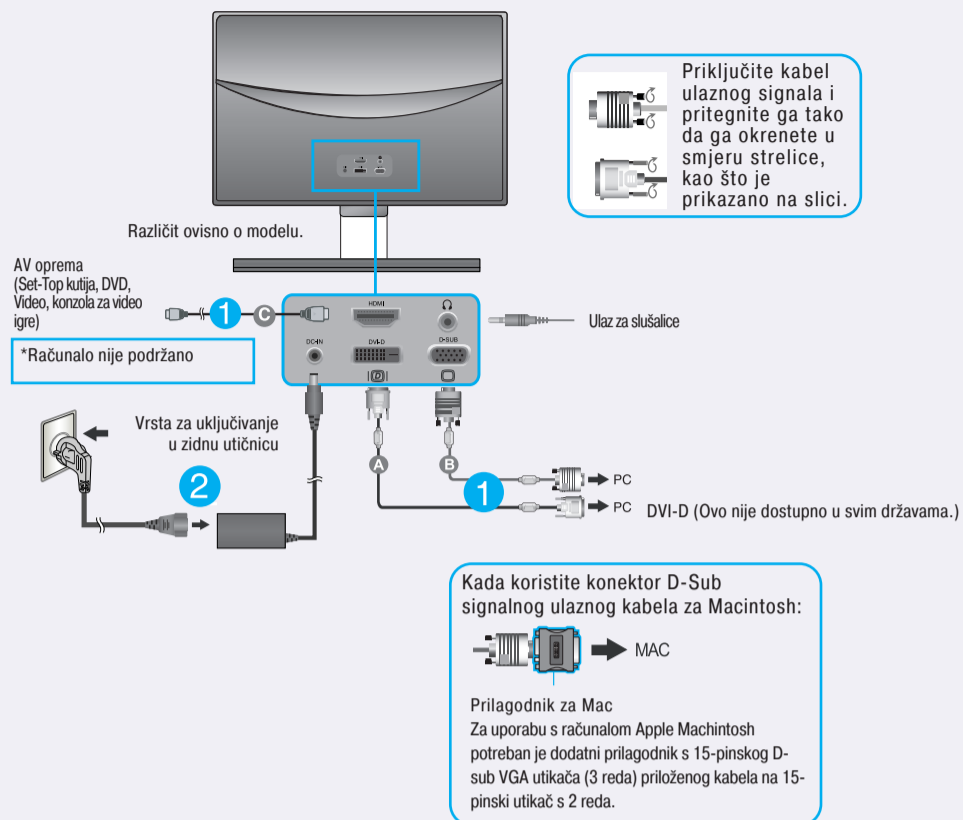 Priključite kabel
ulaznog signala i
pritegnite ga tako
da ga okrenete u
smjeru strelice,
kao što je
prikazano na slici.
Različit ovisno o modelu.
AV oprema
(Set-Top kutija, DVD,
Video, konzola za video
igre)
1
C
*Računalo nije podržano
HDMI
DC-IN
DVI-D
D-SUB
D
Ulaz za slušalice
Vrsta za uključivanje
u zidnu utičnicu
2
A
B
1
PC
PC
DVI-D (Ovo nije dostupno u svim državama.)
Kada koristite konektor D-Sub
signalnog ulaznog kabela za Macintosh:
MAC
Prilagodnik za Mac
Za uporabu s računalom Apple Machintosh
potreban je dodatni prilagodnik s 15-pinskog D-
sub VGA utikača (3 reda) priloženog kabela na 15-
pinski utikač s 2 reda.